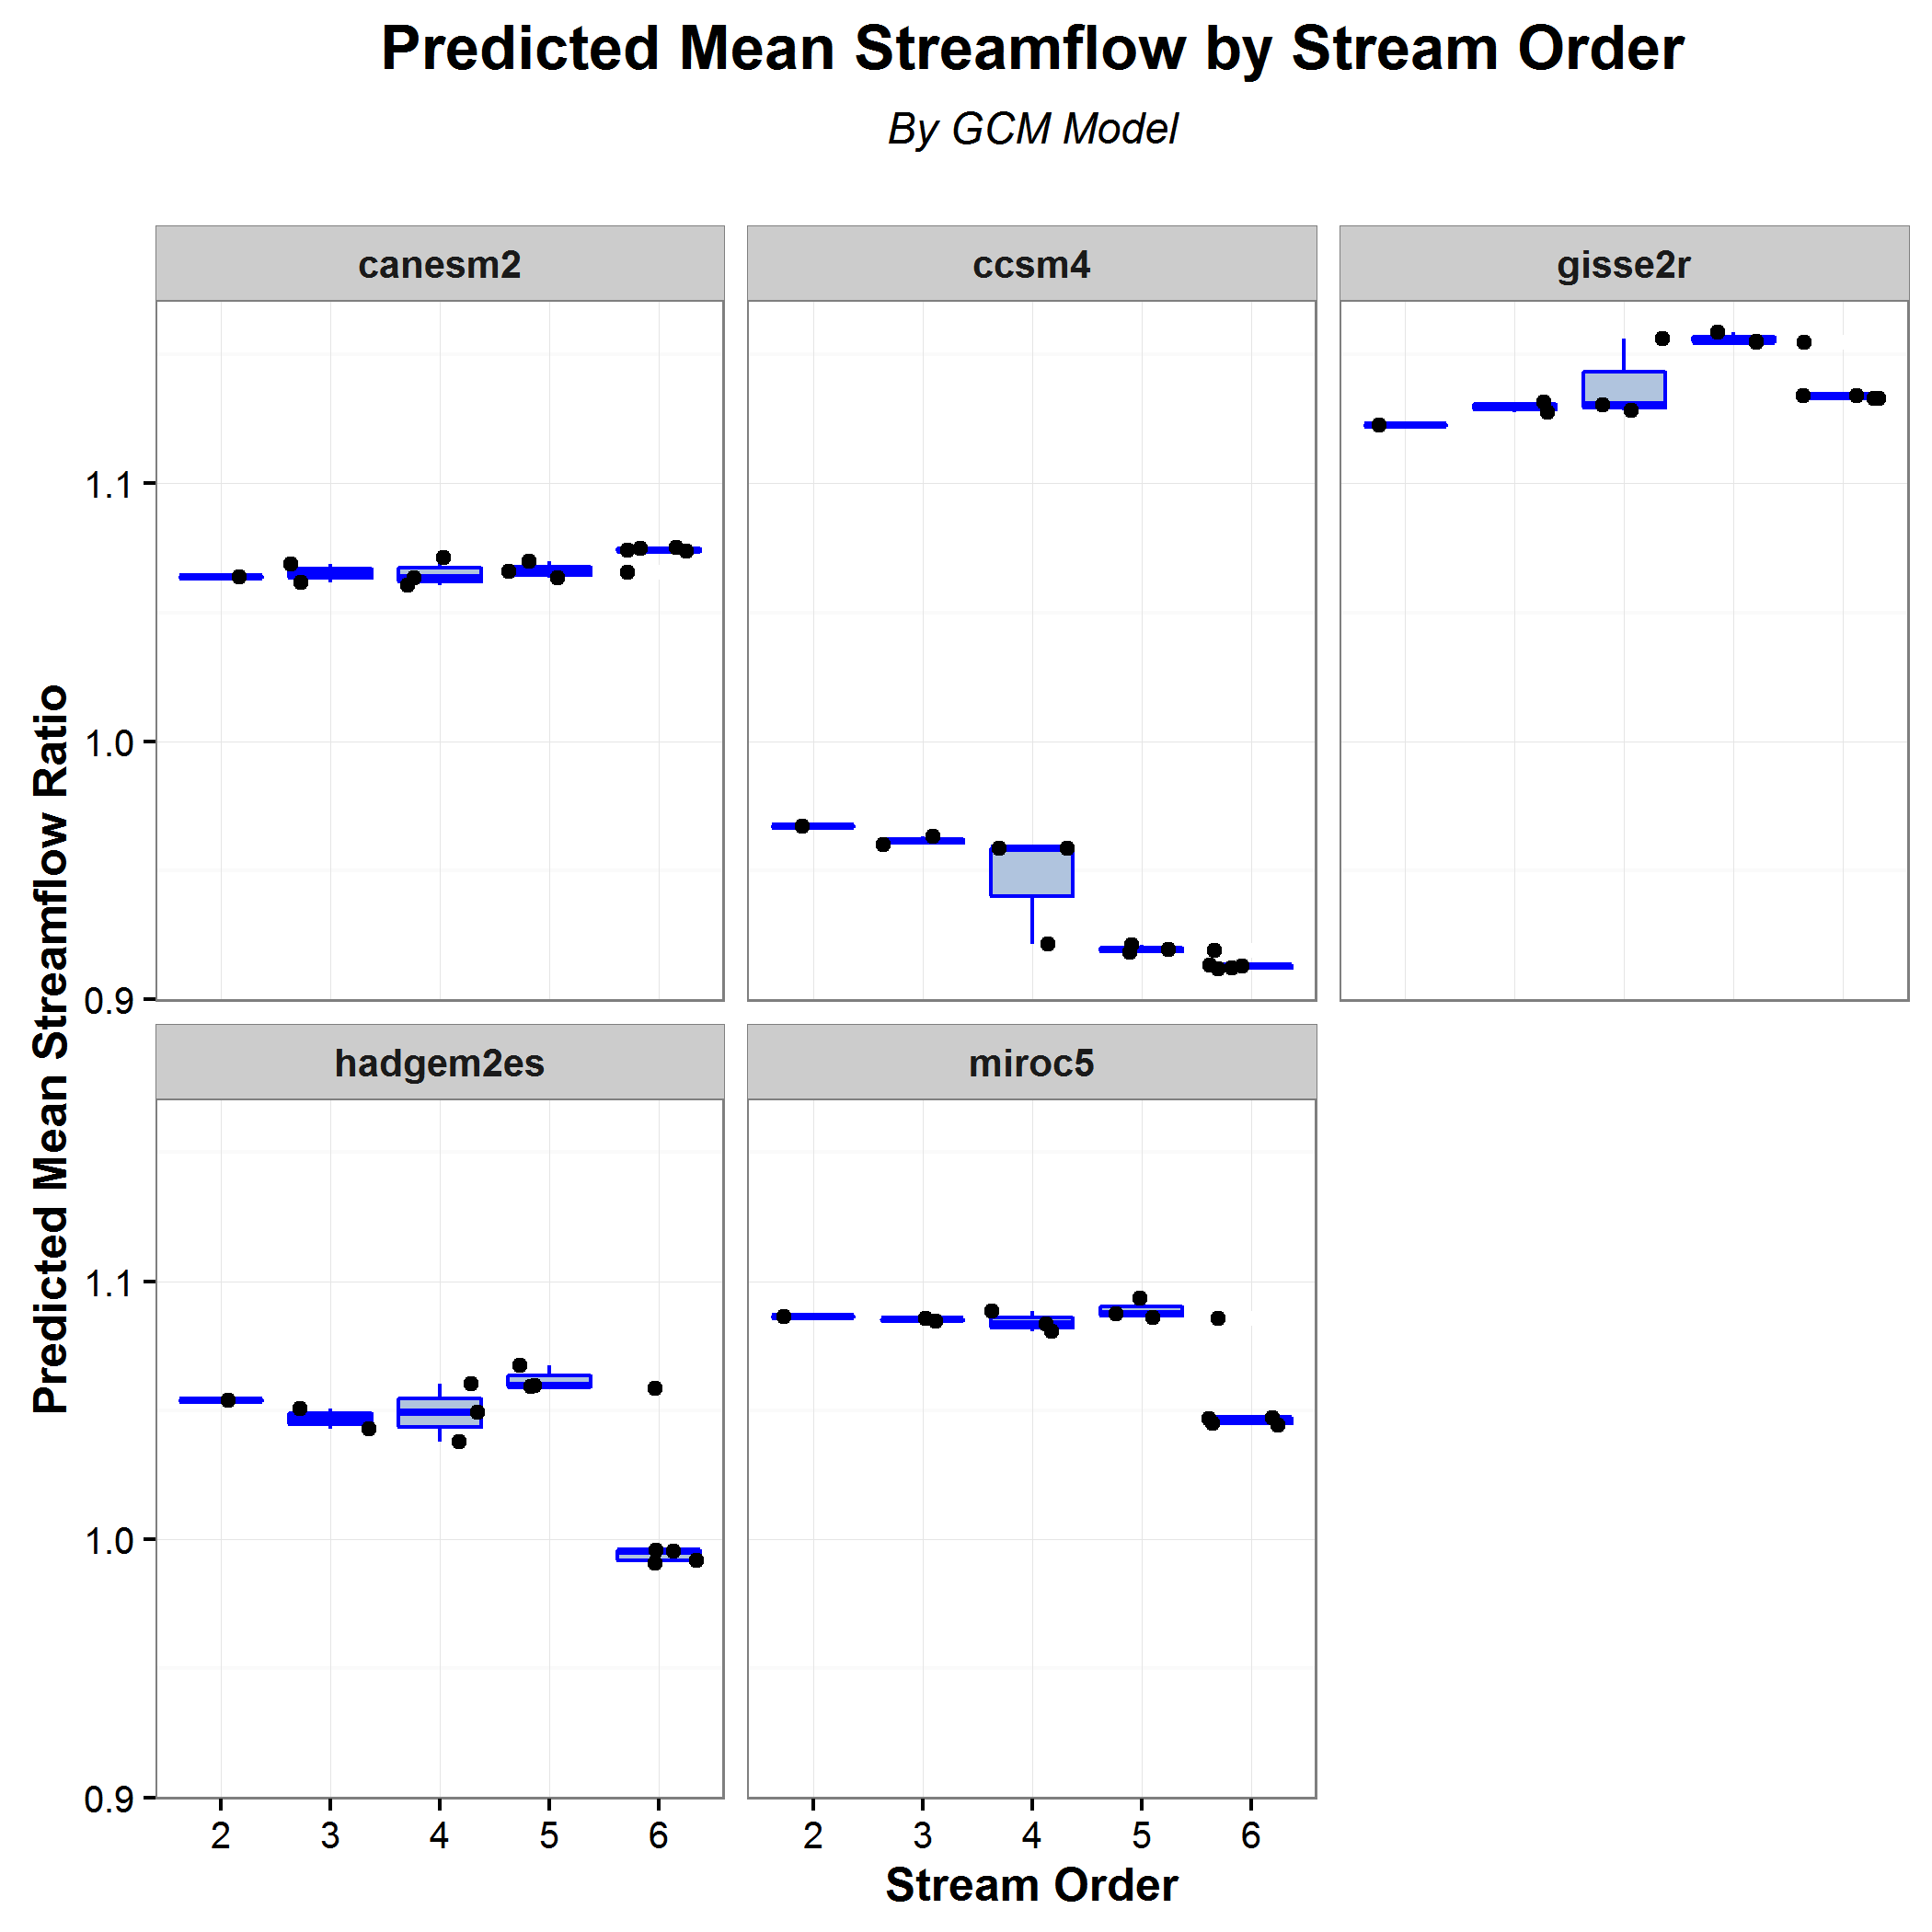 Predicted Mean Streamflow by Stream Order
By GCM Model
canesm2
ccsm4
gisse2r
1.1
1.0
0.9
hadgem2es
miroc5
1.1
1.0
0.9
2 3 4 5 6
2 3 4 5 6
Stream Order
Predicted Mean Streamflow Ratio